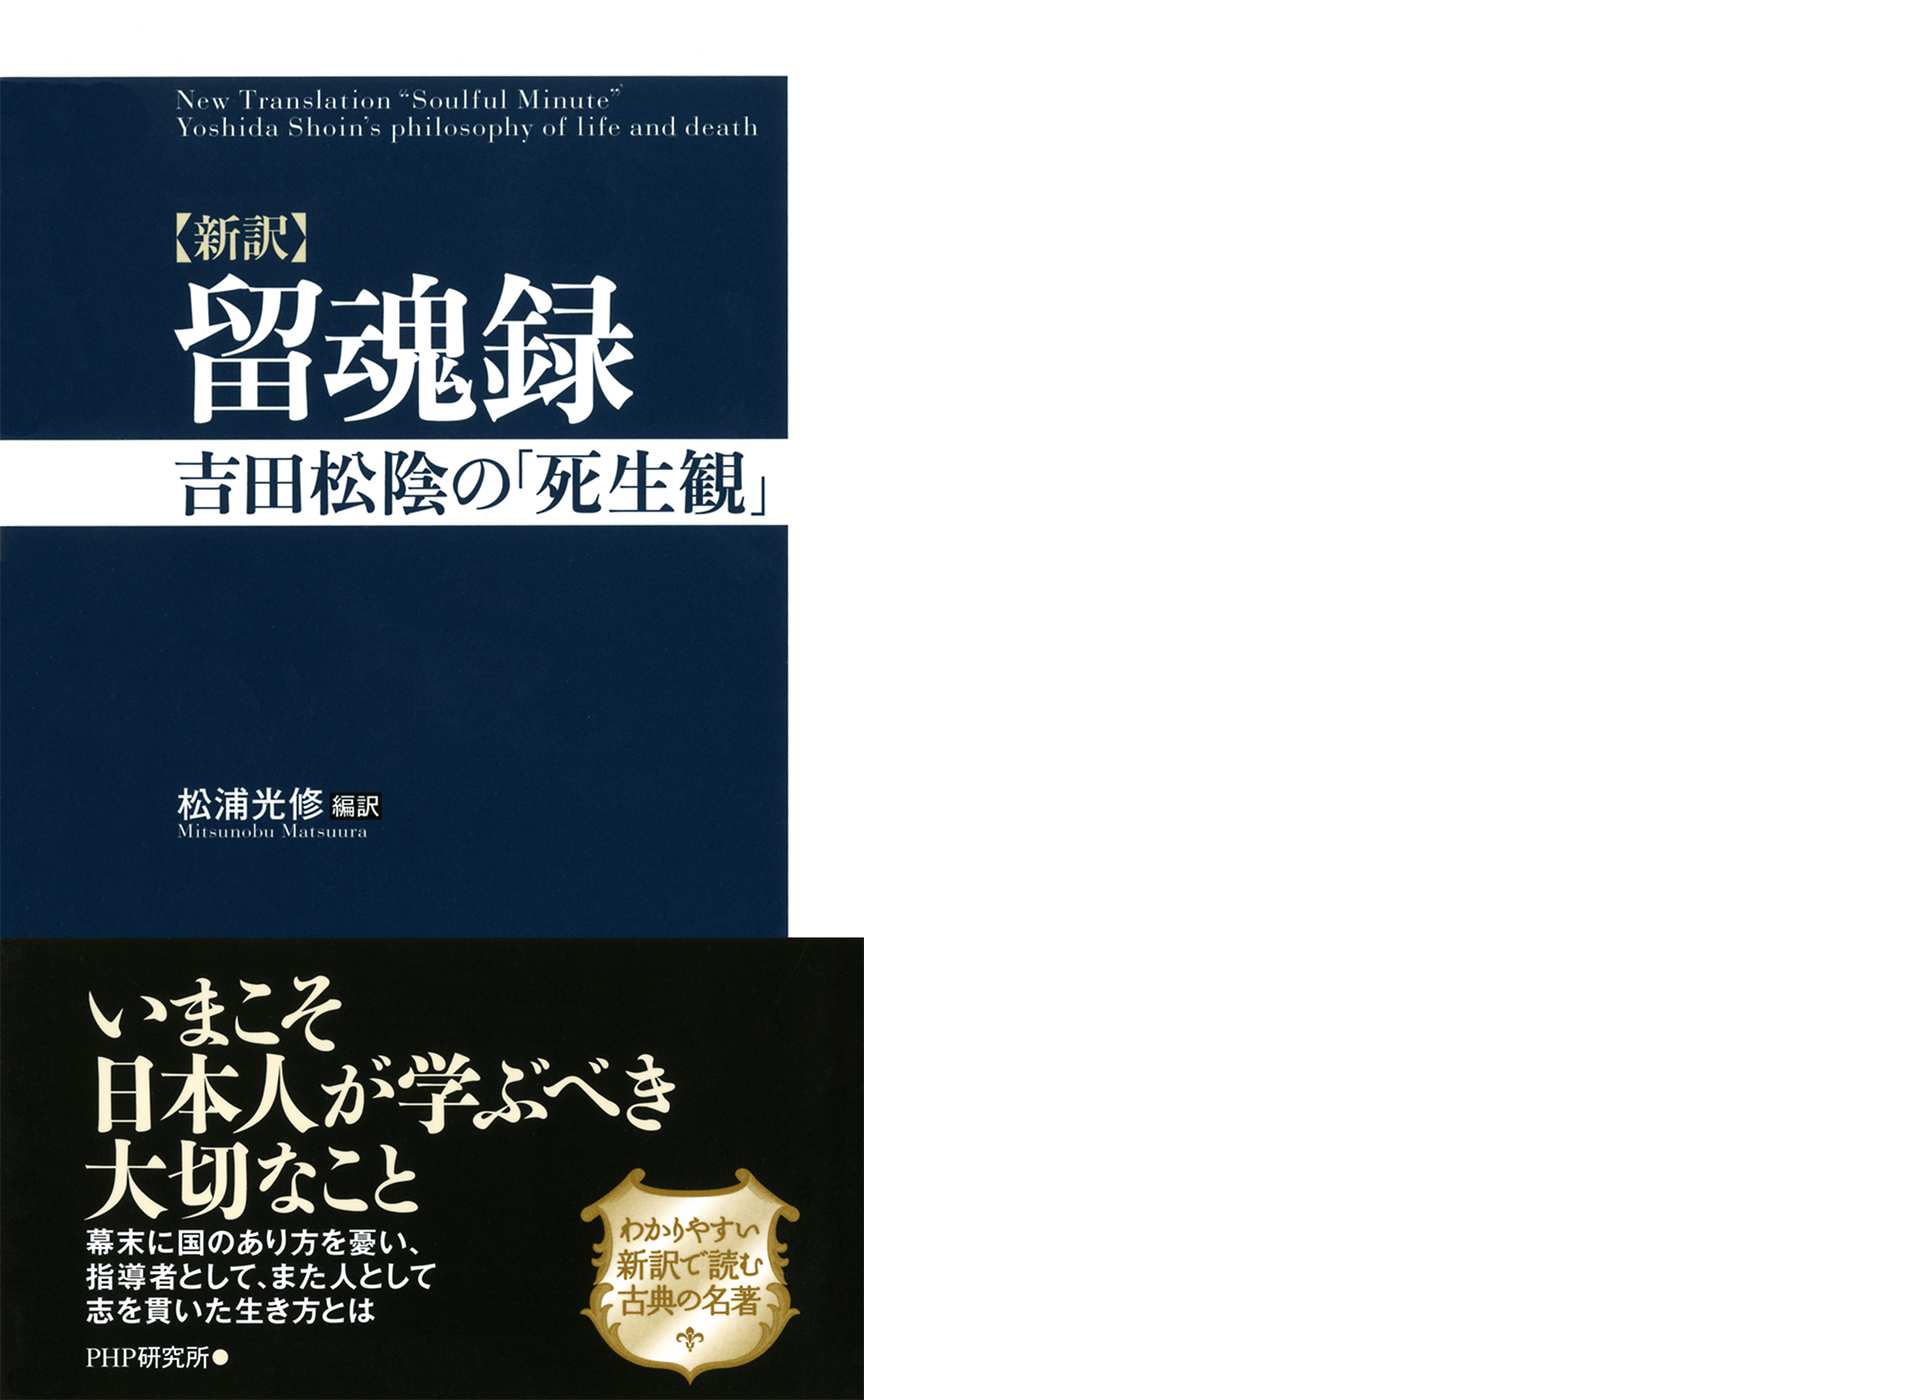 New Translation “Soulful Minute”
Yoshida Shoin’s philosophy of life and death
【新訳】
留魂録
吉田松陰の「死生観」
松浦光修 編訳
Mitsunobu Matsuura
いまこそ
日本人が学ぶべき
大切なこと
幕末に国のあり方を憂い、
指導者として、また人として
志を貫いた生き方とは
PHP研究所●
わかりやすい
新訳で読む
古典の名著